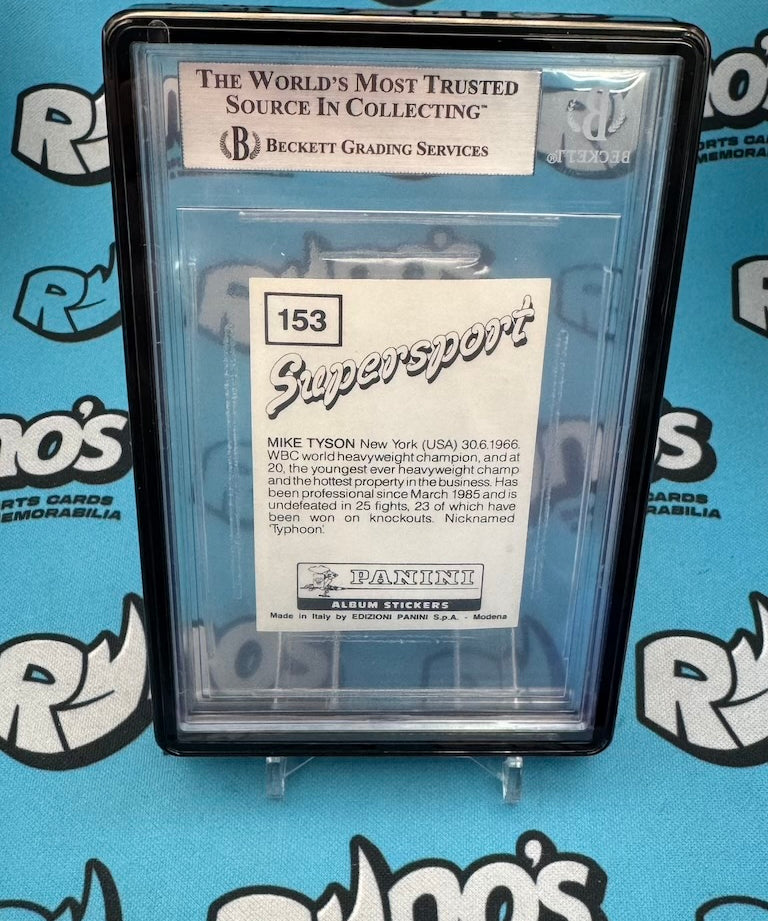 THE WORLD'S MOST TRUSTED
SOURCE IN COLLECTING™
B BECKETT GRADING SERVICES
B
BECKETT®
153
Supersport
MIKE TYSON New York (USA) 30.6.1966.
WBC world heavyweight champion, and at
20, the youngest ever heavyweight champ
and the hottest property in the business. Has
been professional since March 1985 and is
undefeated in 25 fights, 23 of which have
been won on knockouts. Nicknamed
'Typhoon'.
PANINI
ALBUM STICKERS
Made in Italy by EDIZIONI PANINI S.p.A. - Modena